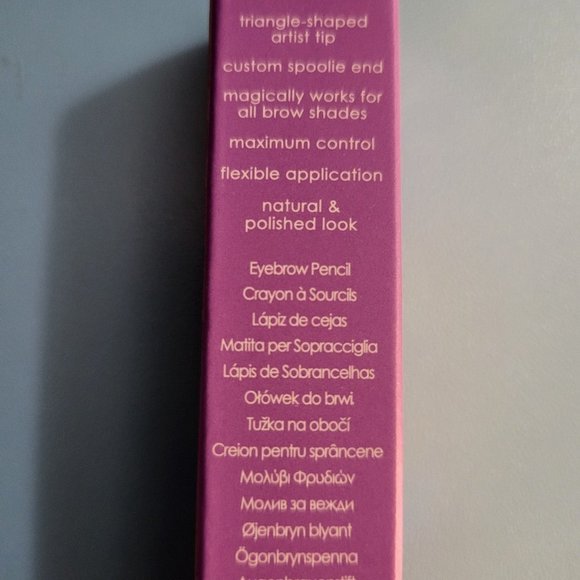 triangle-shaped
artist tip
custom spoolie end
magically works for
all brow shades
maximum control
flexible application
natural &
polished look
Eyebrow Pencil
Crayon à Sourcils
Lápiz de cejas
Matita per Sopracciglia
Lápis de Sobrancelhas
Ołówek do brwi
Tužka na obočí
Creion pentru sprâncene
Μολύβι Φρυδιών
Молив за вежди
Øjenbryn blyant
Ögonbrynspenna